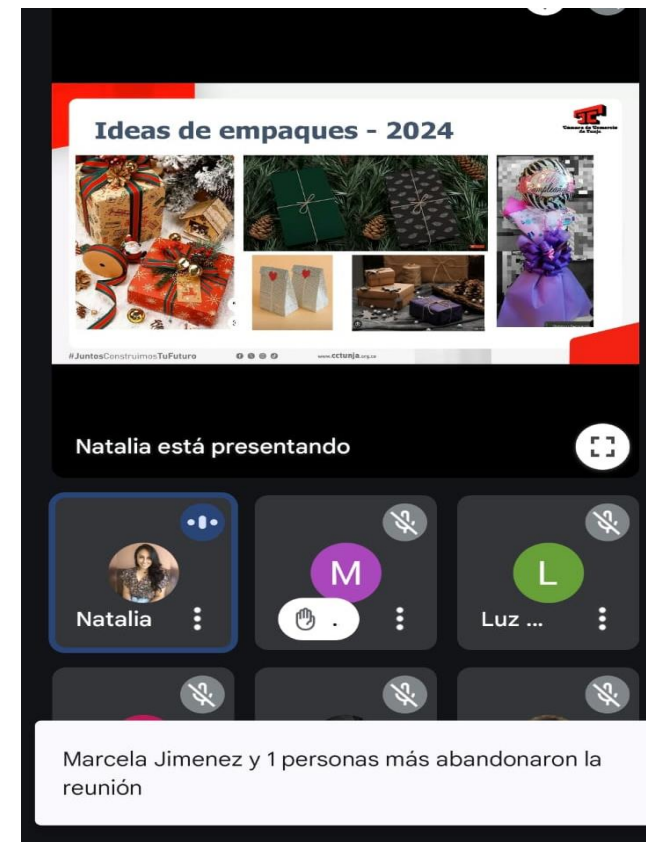 Ideas de empaques - 2024
Cámara de Comercio
de Tunja
#JuntosConstruimosTuFuturo
www.cctunja.org.co
Natalia está presentando
Natalia
M
.
L
Luz ...
Marcela Jimenez y 1 personas más abandonaron la
reunión